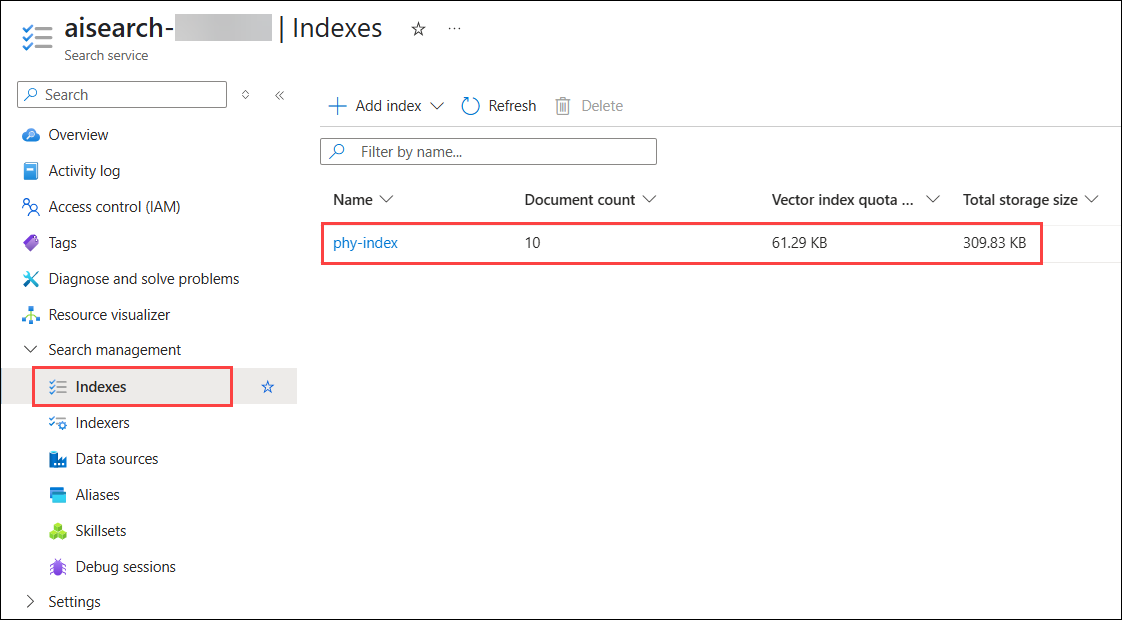 aisearch- | Indexes
Search service
Search
Add index
Refresh
Delete
Overview
Activity log
Access control (IAM)
Tags
Diagnose and solve problems
Resource visualizer
Search management
Indexes
Indexers
Data sources
Aliases
Skillsets
Debug sessions
Settings
Filter by name...
Name Document count Vector index quota ... Total storage size
phy-index 10 61.29 KB 309.83 KB